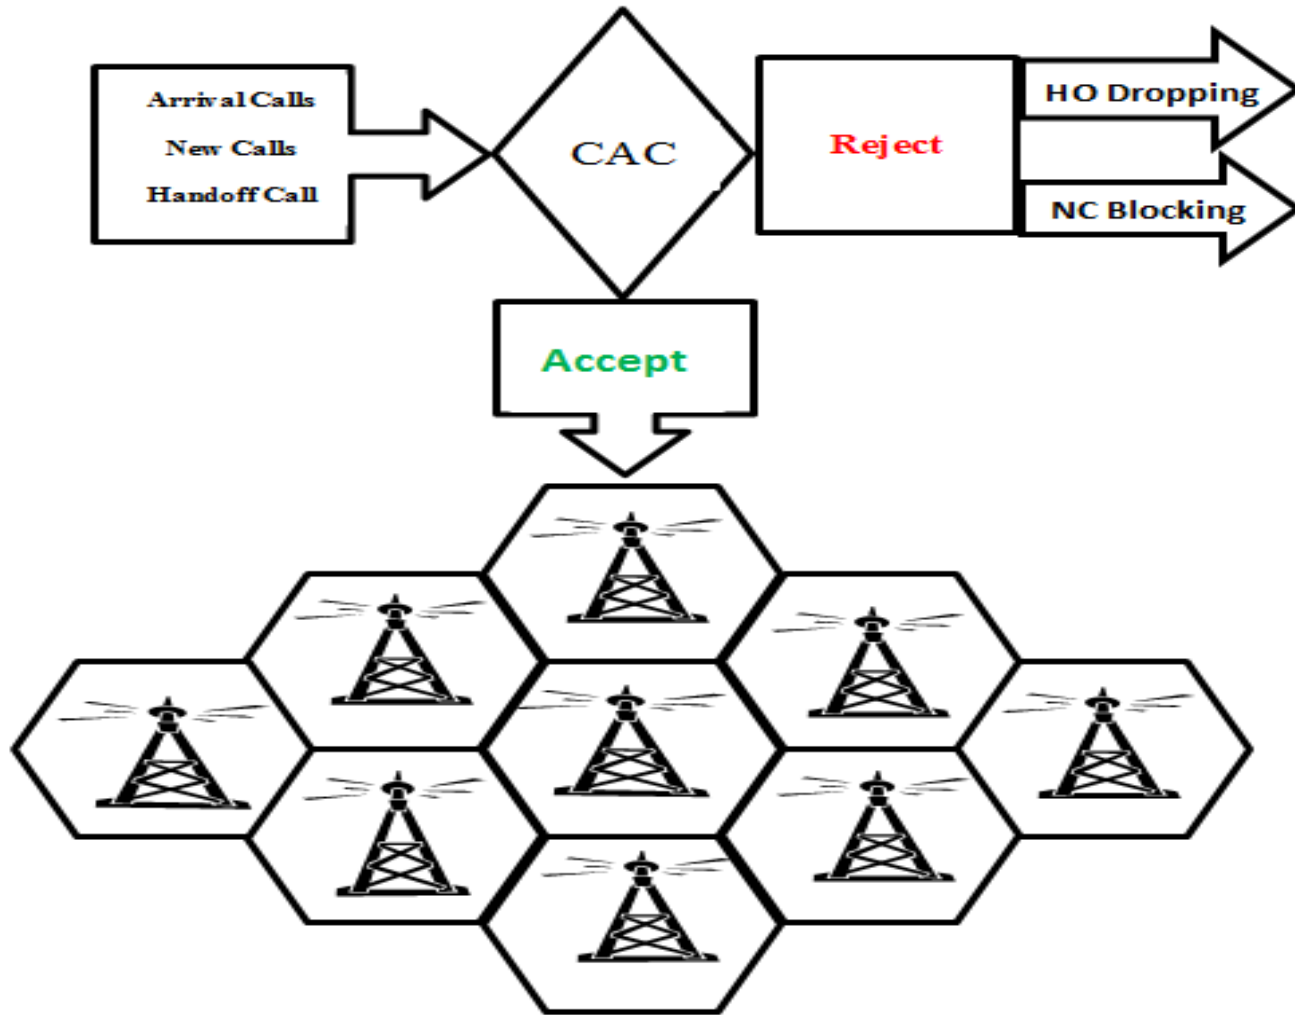 Arrival Calls
New Calls
Handoff Call
CAC
Reject
HO Dropping
NC Blocking
Accept